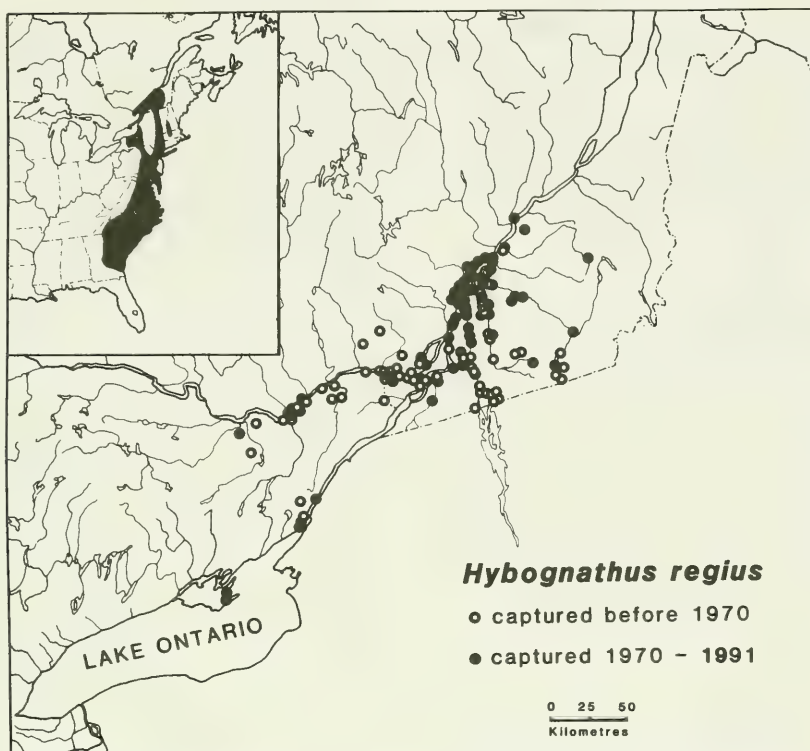 LAKE ONTARIO
Hybognathus regius
captured before 1970
captured 1970 - 1991
0 25 50
Kilometres